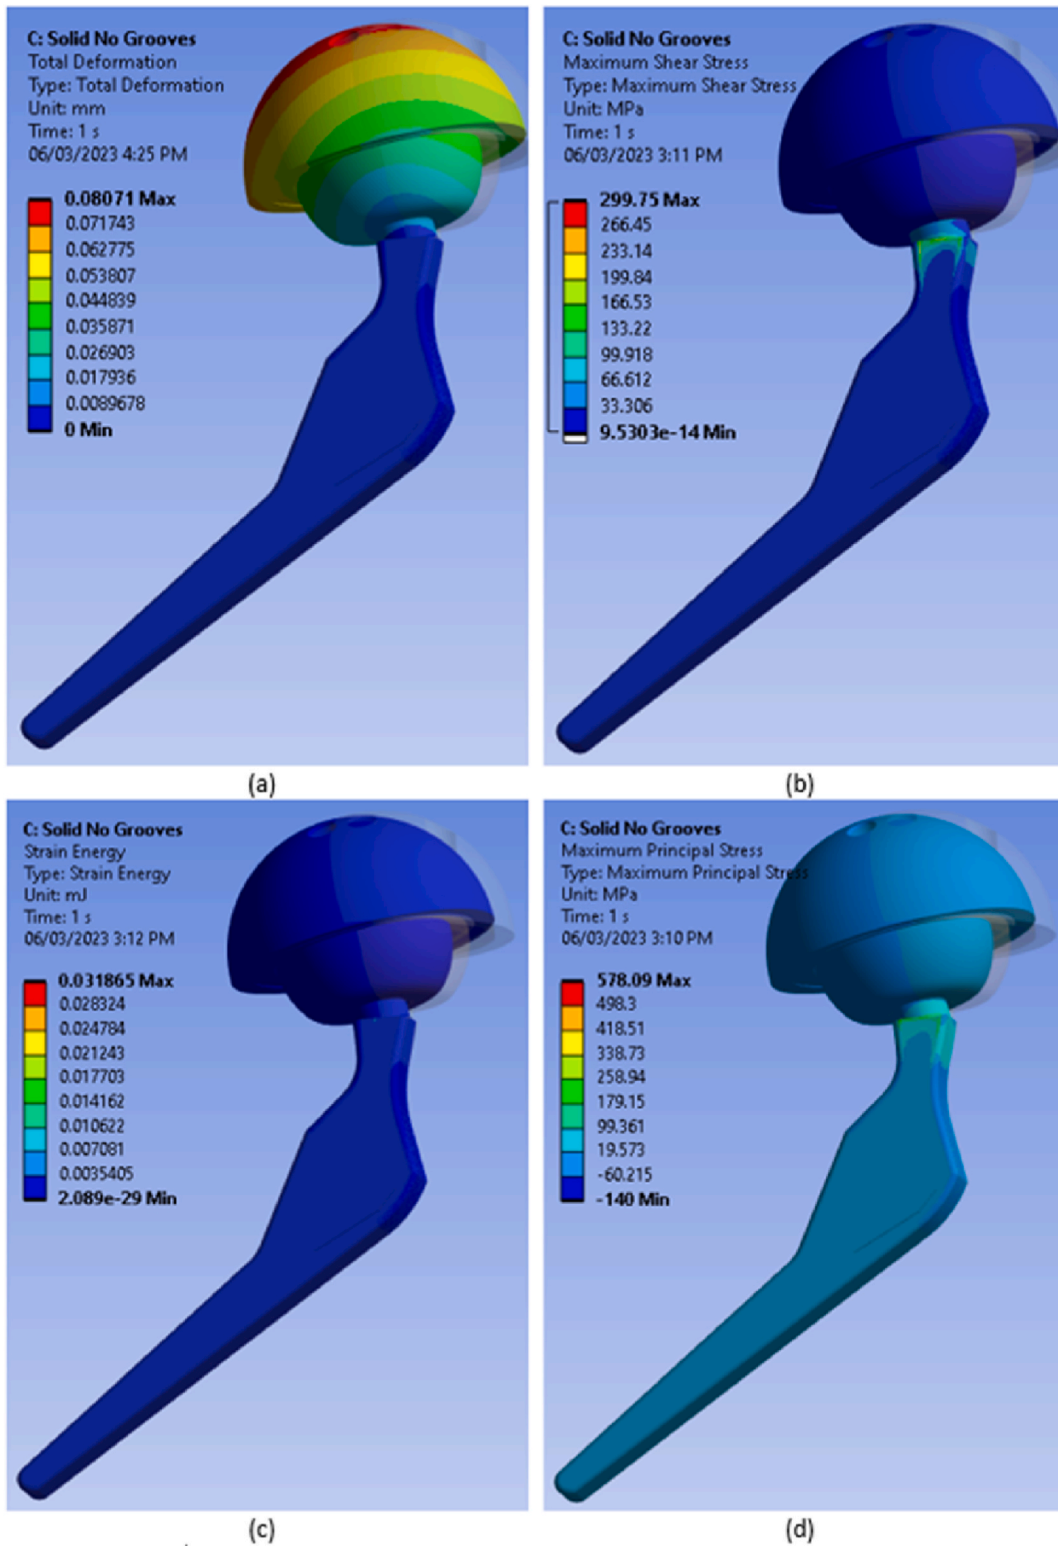 C: Solid No Grooves
Total Deformation
Type: Total Deformation
Unit: mm
Time: 1 s
06/03/2023 4:25 PM
0.08071 Max
0.071743
0.062775
0.053807
0.044839
0.035871
0.026903
0.017936
0.0089678
0 Min
(a)
C: Solid No Grooves
Maximum Shear Stress
Type: Maximum Shear Stress
Unit: MPa
Time: 1 s
06/03/2023 3:11 PM
299.75 Max
266.45
233.14
199.84
166.53
133.22
99.918
66.612
33.306
9.5303e-14 Min
(b)
C: Solid No Grooves
Strain Energy
Type: Strain Energy
Unit: mJ
Time: 1 s
06/03/2023 3:12 PM
0.031865 Max
0.028324
0.024784
0.021243
0.017703
0.014162
0.010622
0.007081
0.0035405
2.089e-29 Min
(c)
C: Solid No Grooves
Maximum Principal Stress
Type: Maximum Principal Stress
Unit: MPa
Time: 1 s
06/03/2023 3:10 PM
578.09 Max
498.3
418.51
338.73
258.94
179.15
99.361
19.573
-60.215
-140 Min
(d)